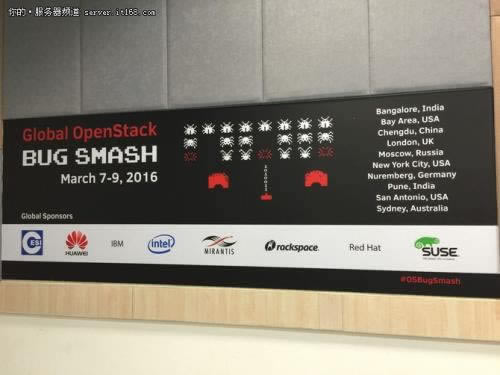 你的·服务器频道 server.it168.com
Global OpenStack
BUG SMASH
March 7-9, 2016
Bangalore, India
Bay Area, USA
Chengdu, China
London, UK
Moscow, Russia
New York City, USA
Nuremberg, Germany
Pune, India
San Antonio, USA
Sydney, Australia
Global Sponsors
CESI
HUAWEI
IBM
intel
MIRANTIS
rackspace.
Red Hat
SUSE
#OSBugSmash